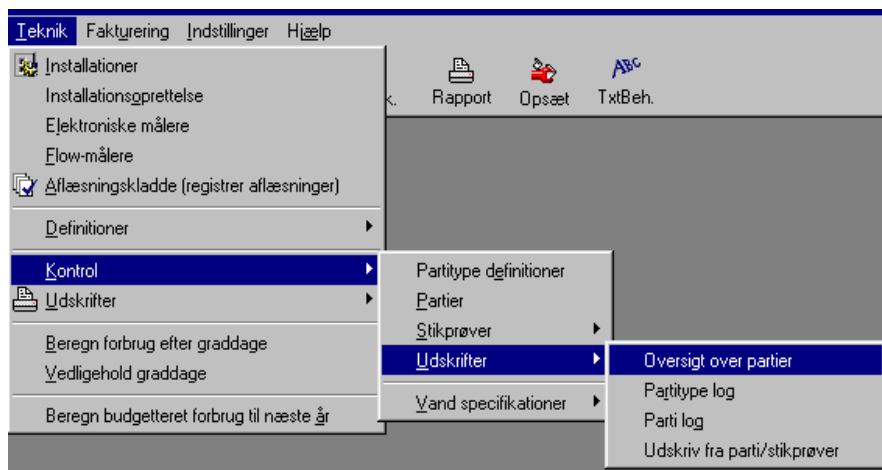 Teknik Fakturering Indstillinger Hjælp
Installationer
Installationsoprettelse
Elektroniske målere
Flow-målere
Aflæsningskladde (registrer aflæsninger)
Definitioner
Kontrol
Udskrifter
Beregn forbrug efter graddage
Vedligehold graddage
Beregn budgetteret forbrug til næste år
k.
Rapport
Opsæt
ABC
TxtBeh.
Partitype definitioner
Partier
Stikprøver
Udskrifter
Vand specifikationer
Oversigt over partier
Partitype log
Parti log
Udskriv fra parti/stikprøver